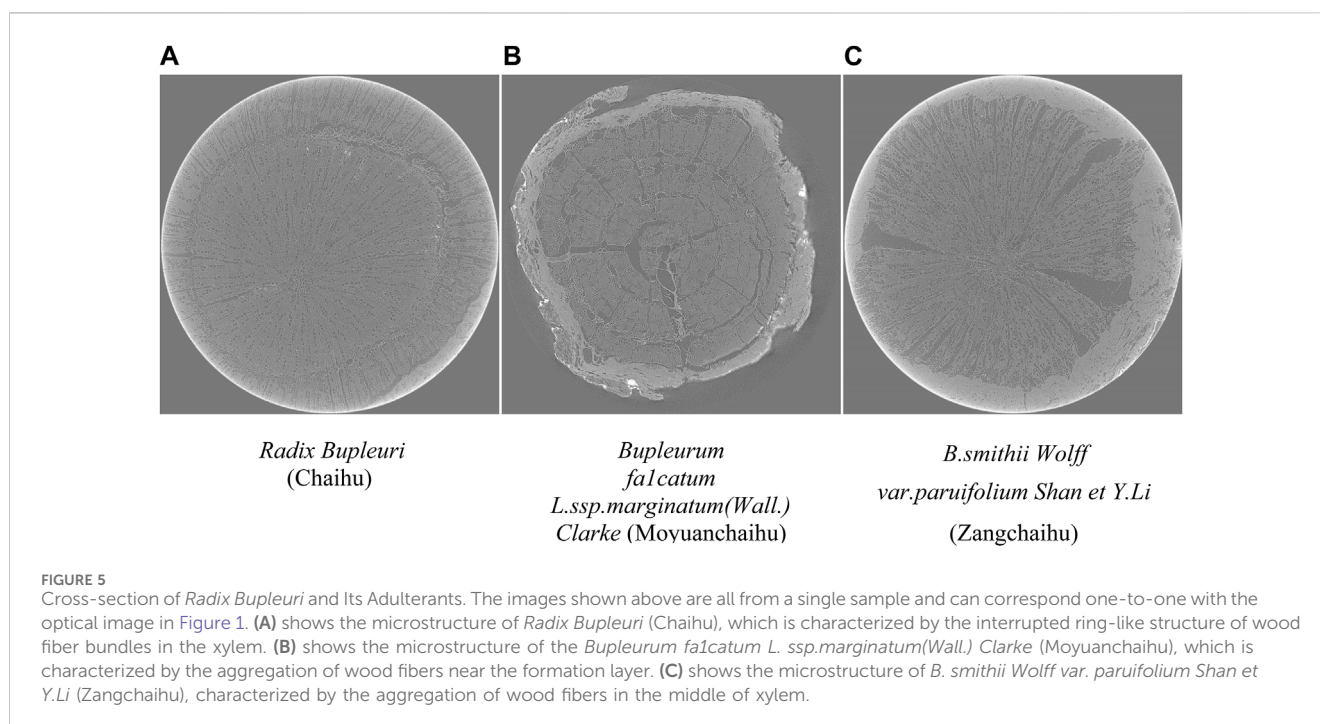 A B C
Radix Bupleuri
(Chaihu)
Bupleurum
fa1catum
L.ssp.marginatum(Wall.)
Clarke (Moyuanchaihu)
B.smithii Wolff
var.paruifolium Shan et Y.Li
(Zangchaihu)
FIGURE 5
Cross-section of Radix Bupleuri and Its Adulterants. The images shown above are all from a single sample and can correspond one-to-one with the
optical image in Figure 1. (A) shows the microstructure of Radix Bupleuri (Chaihu), which is characterized by the interrupted ring-like structure of wood
fiber bundles in the xylem. (B) shows the microstructure of the Bupleurum fa1catum L. ssp.marginatum(Wall.) Clarke (Moyuanchaihu), which is
characterized by the aggregation of wood fibers near the formation layer. (C) shows the microstructure of B. smithii Wolff var. paruifolium Shan et
Y.Li (Zangchaihu), characterized by the aggregation of wood fibers in the middle of xylem.